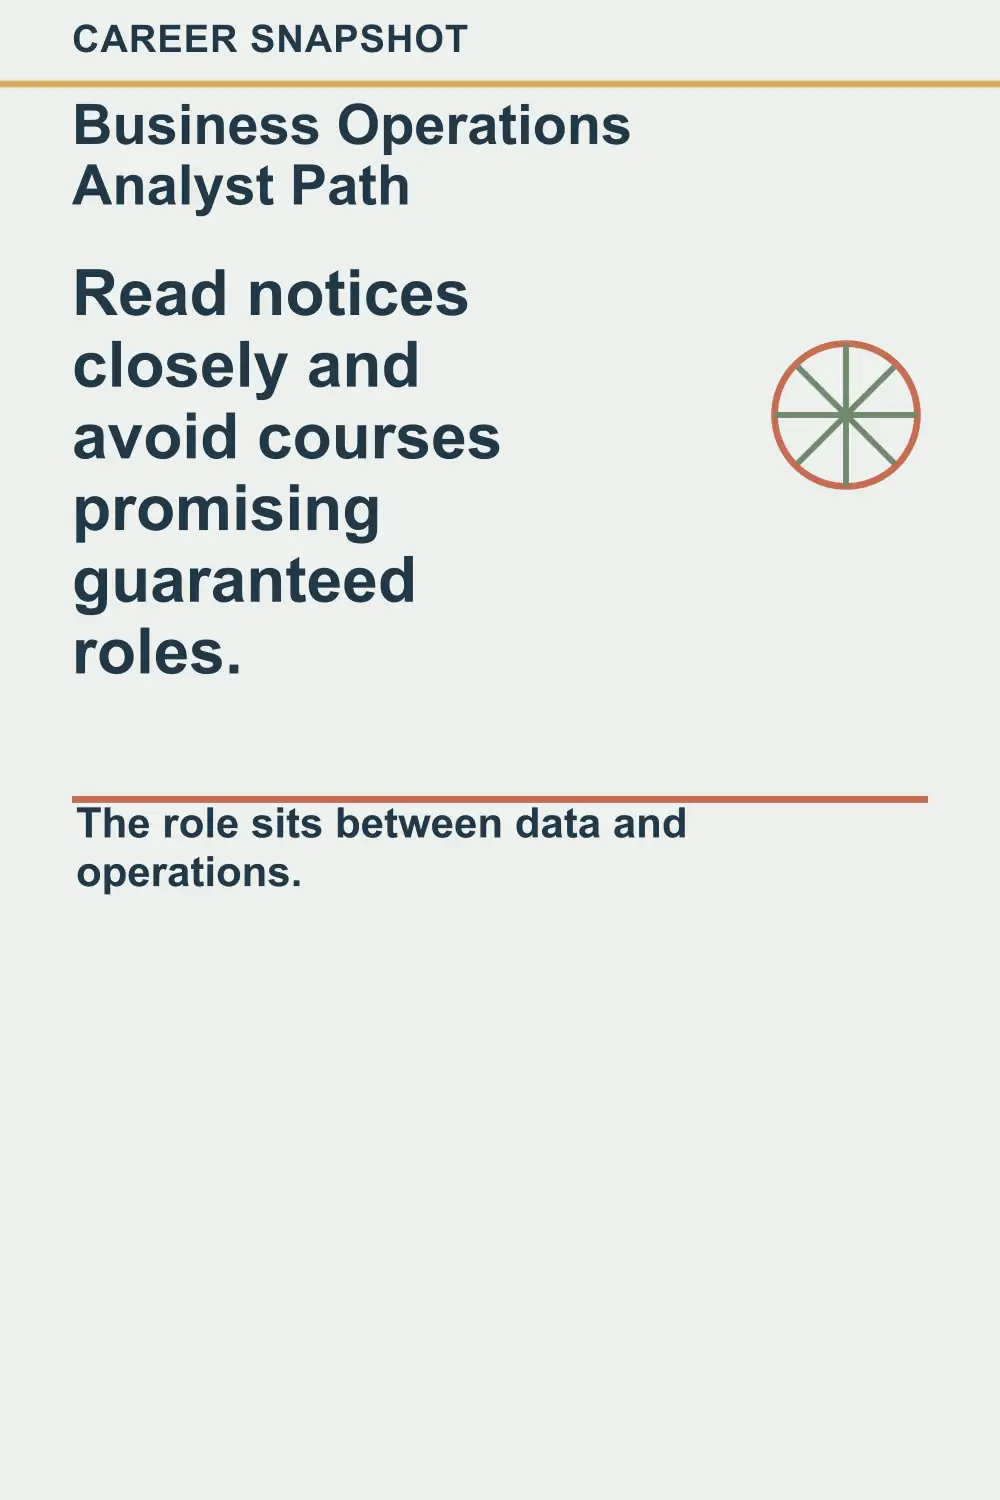 CAREER SNAPSHOT
Business Operations
Analyst Path
Read notices
closely and
avoid courses
promising
guaranteed
roles.
The role sits between data and
operations.